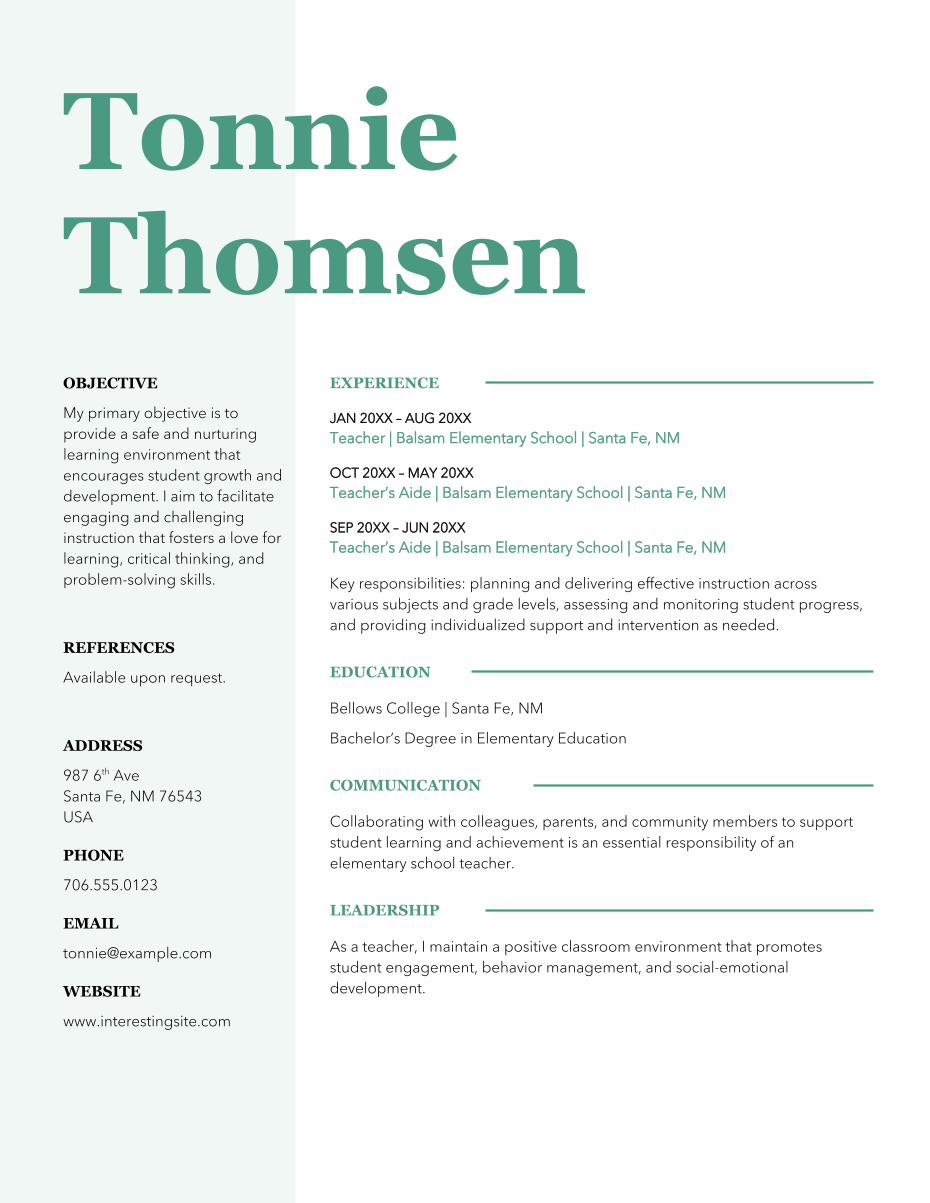 Tonnie
Thomsen
OBJECTIVE
My primary objective is to
provide a safe and nurturing
learning environment that
encourages student growth and
development. I aim to facilitate
engaging and challenging
instruction that fosters a love for
learning, critical thinking, and
problem-solving skills.
REFERENCES
Available upon request.
ADDRESS
987 6th Ave
Santa Fe, NM 76543
USA
PHONE
706.555.0123
EMAIL
tonnie@example.com
WEBSITE
www.interestingsite.com
EXPERIENCE
JAN 20XX – AUG 20XX
Teacher | Balsam Elementary School | Santa Fe, NM
OCT 20XX – MAY 20XX
Teacher’s Aide | Balsam Elementary School | Santa Fe, NM
SEP 20XX – JUN 20XX
Teacher’s Aide | Balsam Elementary School | Santa Fe, NM
Key responsibilities: planning and delivering effective instruction across
various subjects and grade levels, assessing and monitoring student progress,
and providing individualized support and intervention as needed.
EDUCATION
Bellows College | Santa Fe, NM
Bachelor’s Degree in Elementary Education
COMMUNICATION
Collaborating with colleagues, parents, and community members to support
student learning and achievement is an essential responsibility of an
elementary school teacher.
LEADERSHIP
As a teacher, I maintain a positive classroom environment that promotes
student engagement, behavior management, and social-emotional
development.